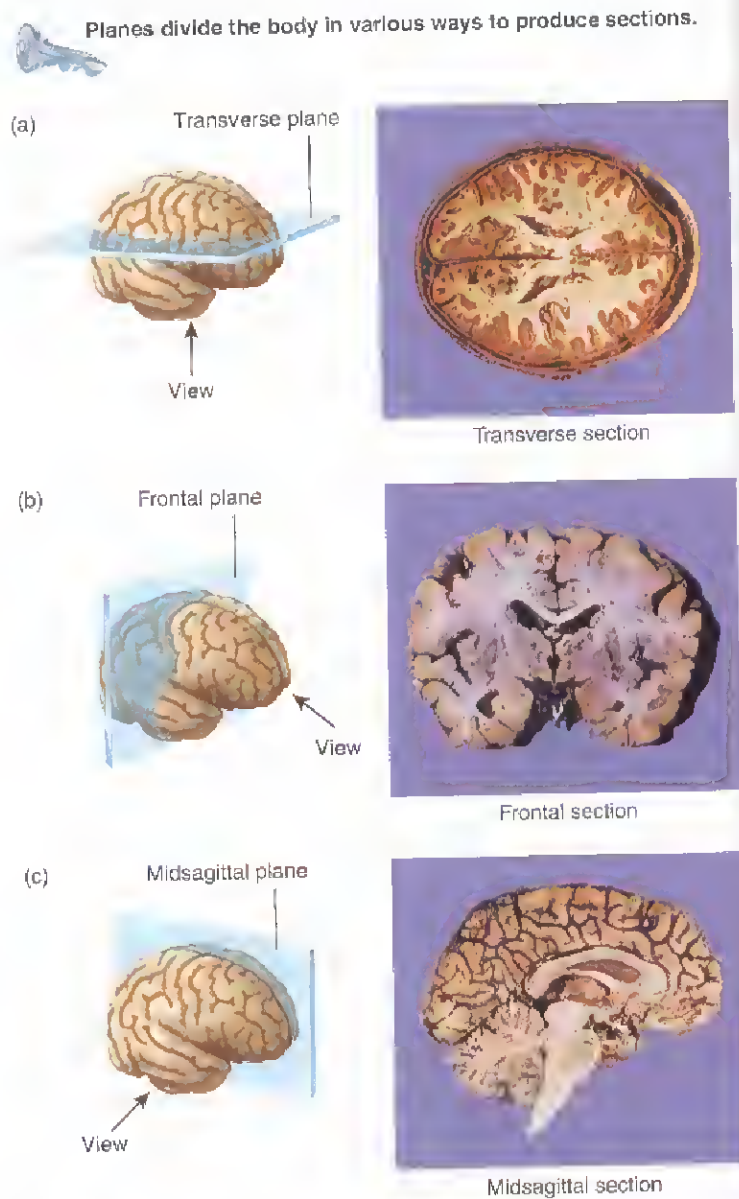 Planes divide the body in various ways to produce sections.
(a)
Transverse plane
View
Transverse section
(b)
Frontal plane
View
Frontal section
(c)
Midsagittal plane
View
Midsagittal section